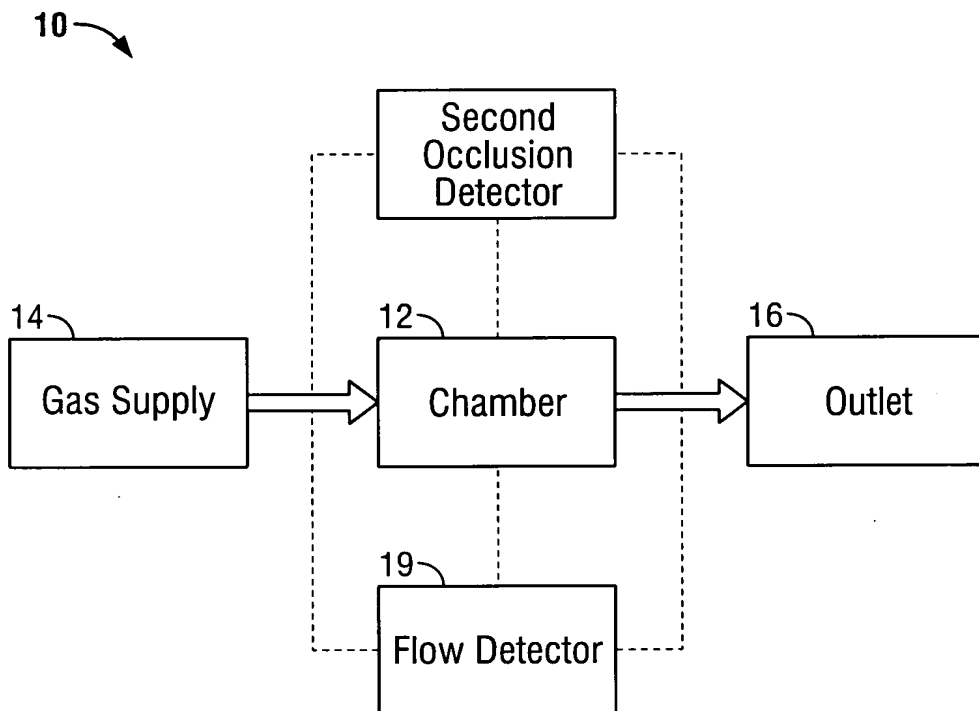 10
Second
Occlusion
Detector
14
Gas Supply
12
Chamber
16
Outlet
19
Flow Detector